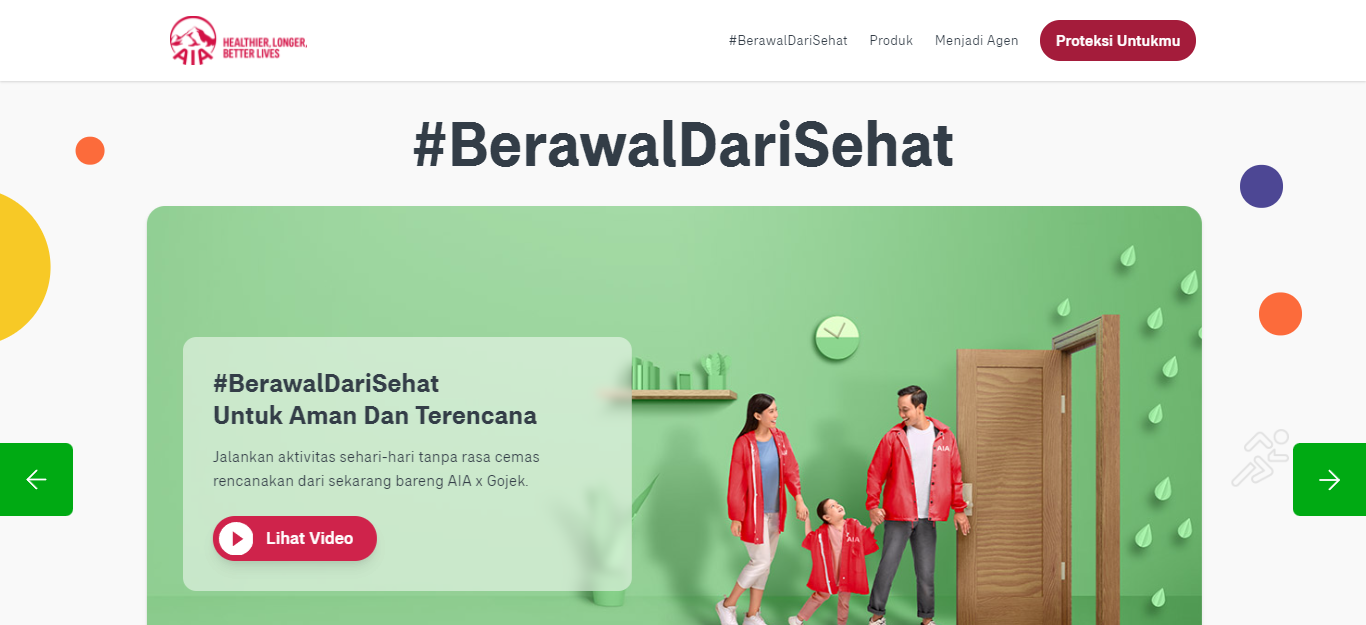 HEALTHIER, LONGER,
BETTER LIVES
AIA
#BerawalDariSehat
Produk
Menjadi Agen
Proteksi Untukmu
#BerawalDariSehat
#BerawalDariSehat
Untuk Aman Dan Terencana
Jalankan aktivitas sehari-hari tanpa rasa cemas
rencanakan dari sekarang bareng AIA x Gojek.
Lihat Video
AIA
AIA